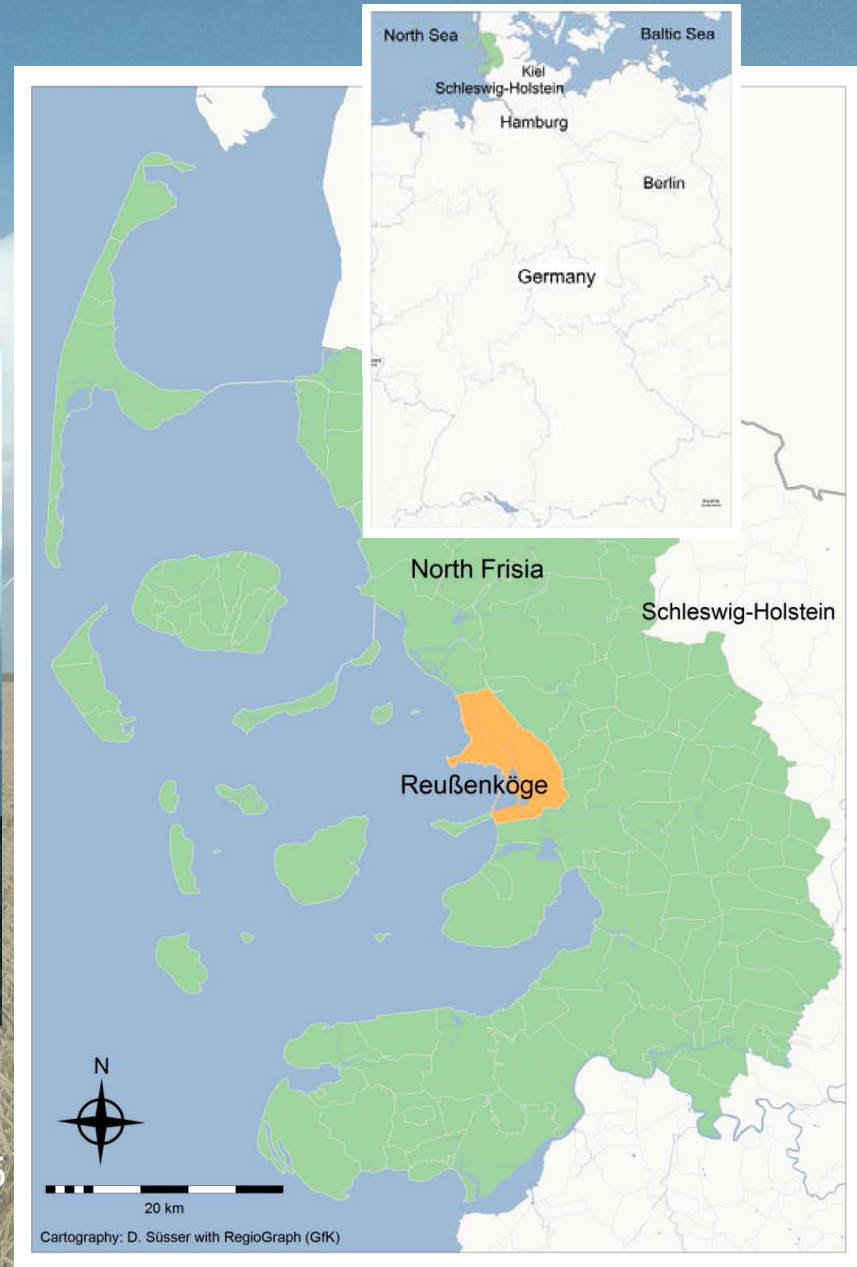 North Sea
Baltic Sea
Kiel
Schleswig-Holstein
Hamburg
Berlin
Germany
North Frisia
Schleswig-Holstein
Reußenköge
N
20 km
Cartography: D. Süsser with RegioGraph (GfK)